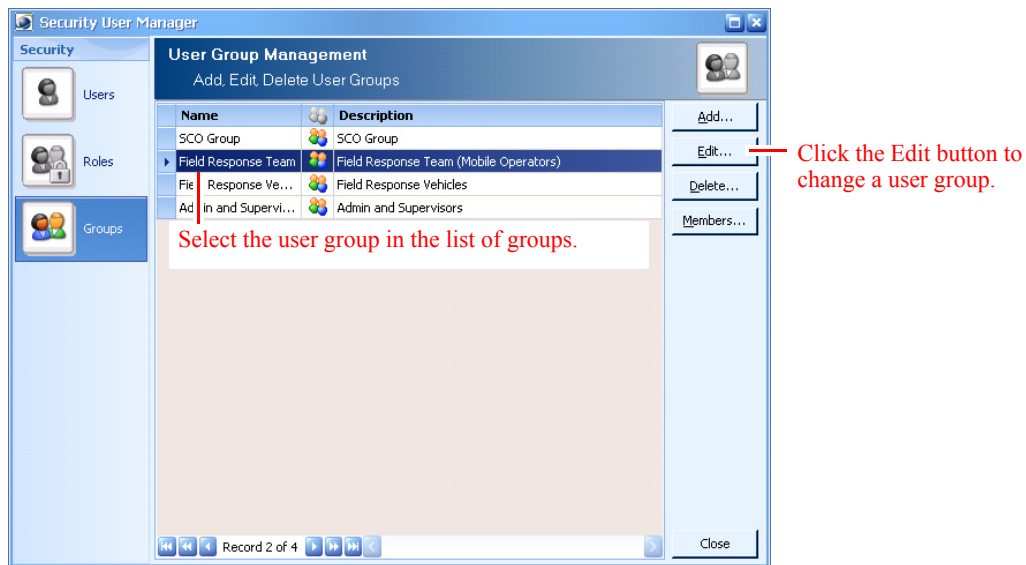 Security User Manager
Security
Users
Roles
Groups
User Group Management
Add, Edit, Delete User Groups
Name Description
SCO Group SCO Group
Field Response Team Field Response Team (Mobile Operators)
Fie Response Ve... Field Response Vehicles
Ad in and Supervi... Admin and Supervisors
Select the user group in the list of groups.
Record 2 of 4
Add...
Edit...
Delete...
Members...
Close
Click the Edit button to
change a user group.